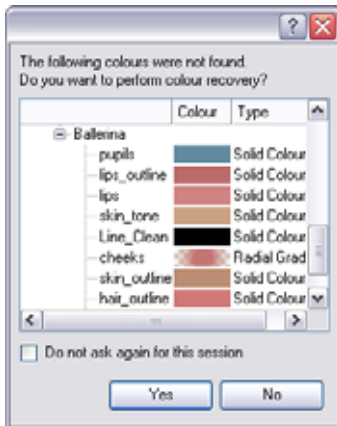 The following colours were not found.
Do you want to perform colour recovery?
Colour Type
Ballerina
pupils Solid Colour
lips_outline Solid Colour
lips Solid Colour
skin_tone Solid Colour
Line_Clean Solid Colour
cheeks Radial Grad
skin_outline Solid Colour
hair_outline Solid Colour
Do not ask again for this session
Yes No